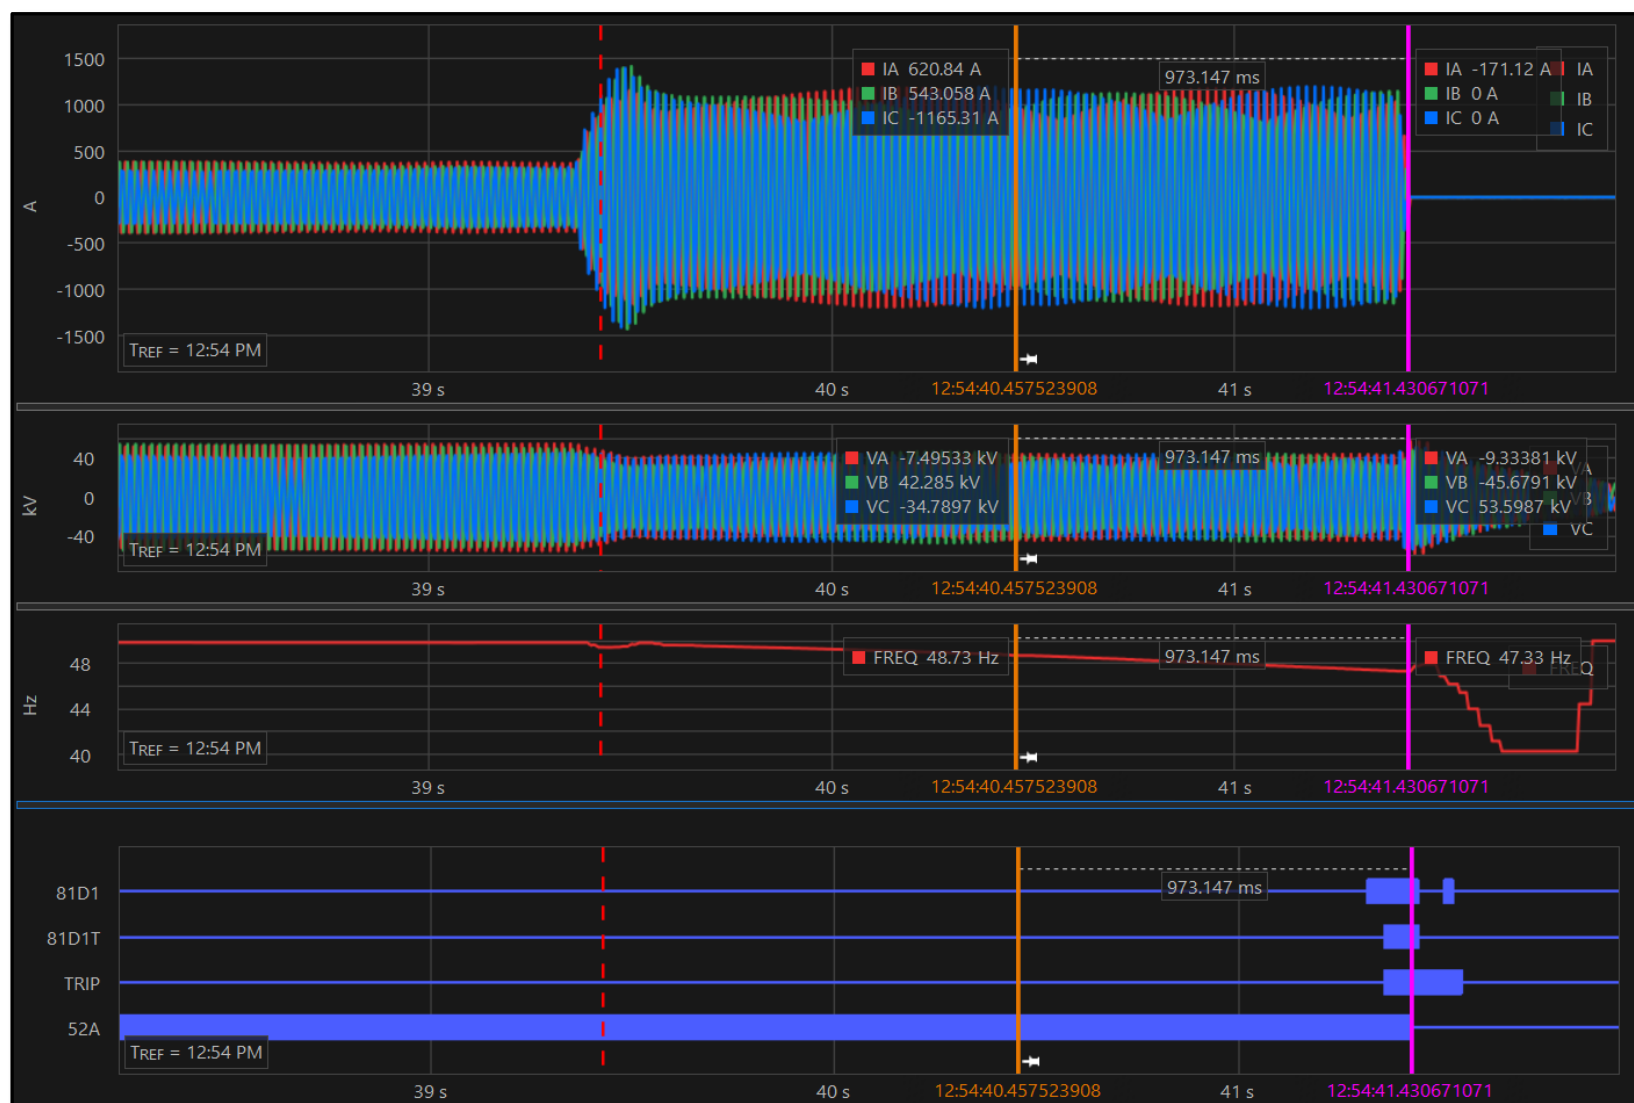 1500
1000
500
0
-500
-1000
-1500
A
IA 620.84 A
IB 543.058 A
IC -1165.31 A
973.147 ms
IA -171.12 A
IB 0 A
IC 0 A
IA
IB
IC
TREF = 12:54 PM
39 s
40 s
12:54:40.457523908
41 s
12:54:41.430671071
40
0
-40
kV
VA -7.49533 kV
VB 42.285 kV
VC -34.7897 kV
973.147 ms
VA -9.33381 kV
VB -45.6791 kV
VC 53.5987 kV
VA
VB
VC
TREF = 12:54 PM
39 s
40 s
12:54:40.457523908
41 s
12:54:41.430671071
48
44
40
Hz
FREQ 48.73 Hz
973.147 ms
FREQ 47.33 Hz
FREQ
TREF = 12:54 PM
39 s
40 s
12:54:40.457523908
41 s
12:54:41.430671071
973.147 ms
81D1
81D1T
TRIP
52A
TREF = 12:54 PM
39 s
40 s
12:54:40.457523908
41 s
12:54:41.430671071